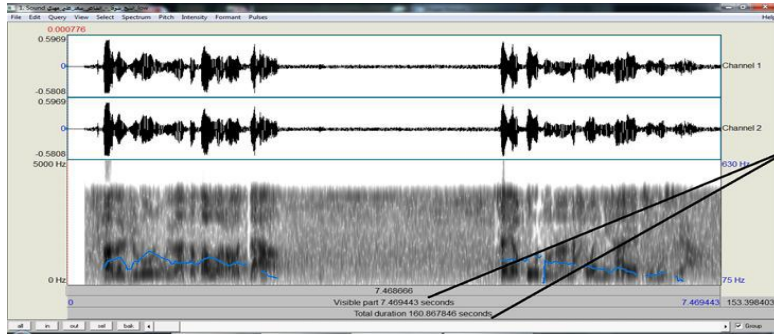 1. Sound
File Edit Query View Select Spectrum Pitch Intensity Formant Pulses Help
0.000776
0.5969
0
-0.5808
Channel 1
0.5969
0
-0.5808
Channel 2
5000 Hz
630 Hz
0 Hz
75 Hz
7.468666
0 Visible part 7.469443 seconds 7.469443 153.398403
Total duration 160.867846 seconds
all in out sel bak Group